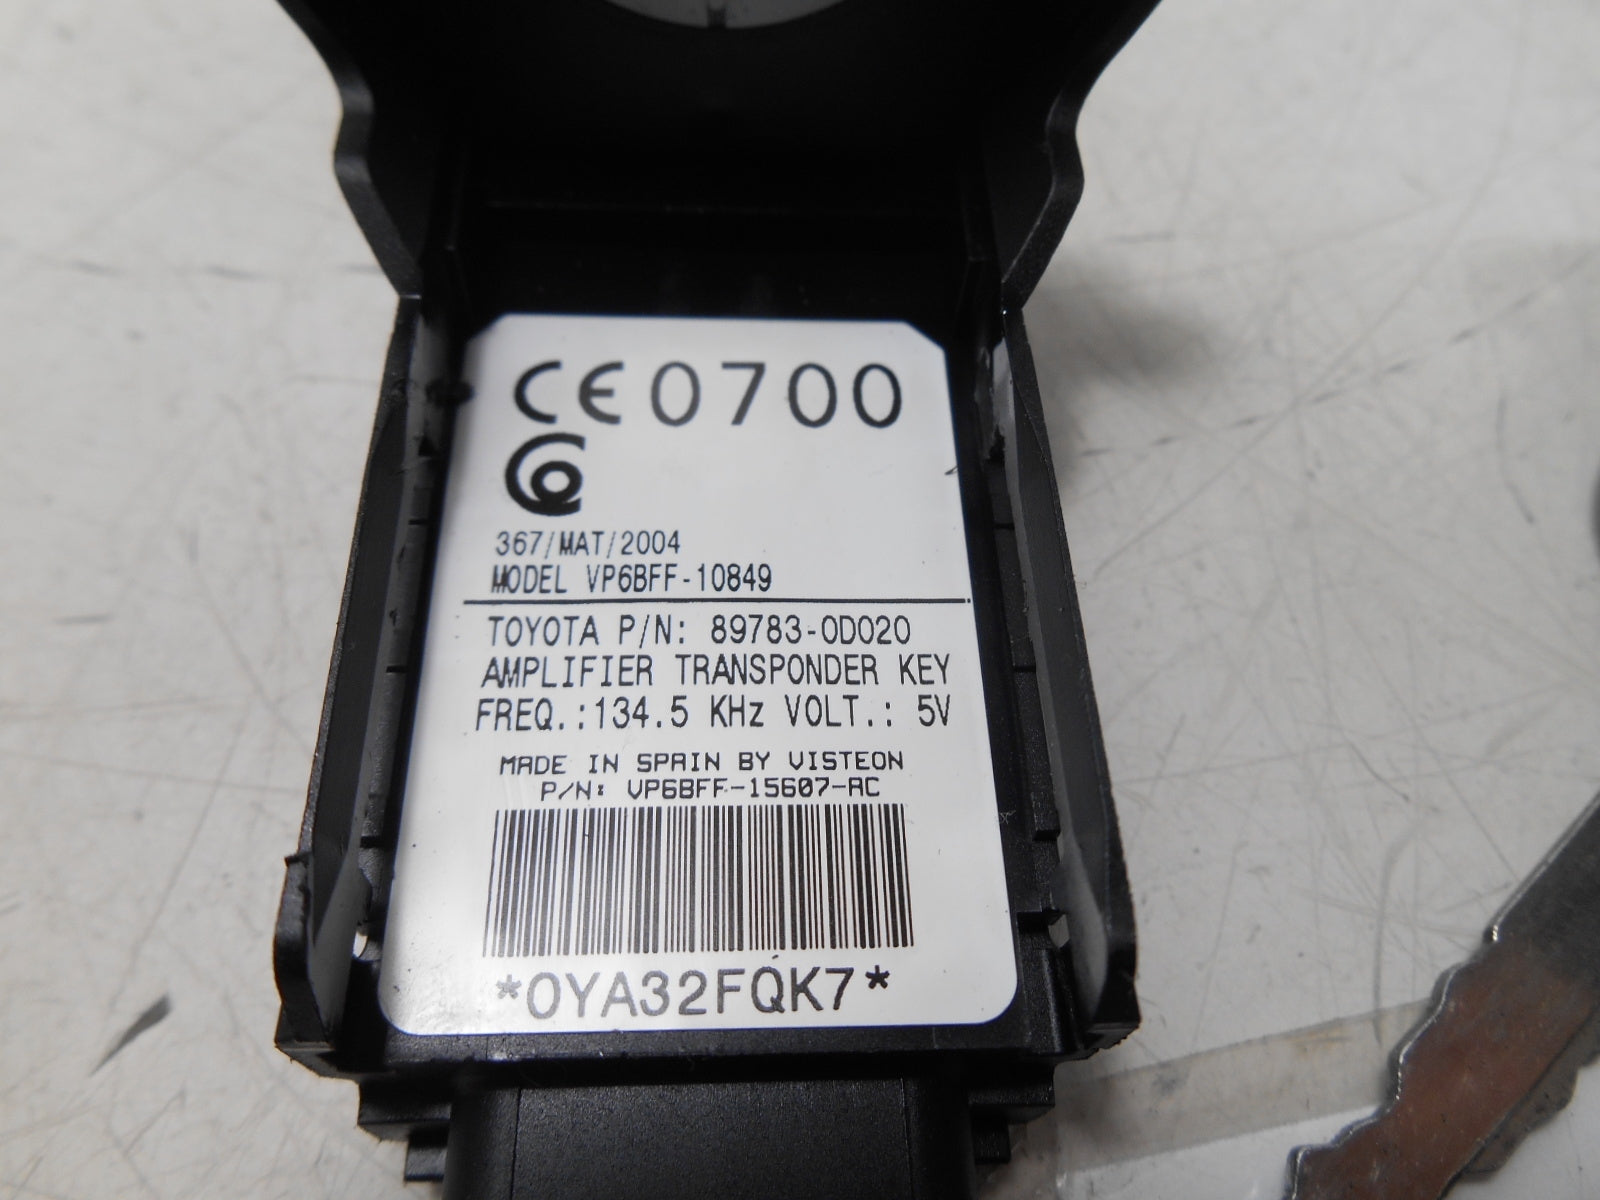 CE0700
367/MAT/2004
MODEL VP6BFF-10849
TOYOTA P/N: 89783-0D020
AMPLIFIER TRANSPONDER KEY
FREQ.:134.5 KHz VOLT.: 5V
MADE IN SPAIN BY VISTEON
P/N: VP6BFF-15607-AC
*0YA32FQK7*